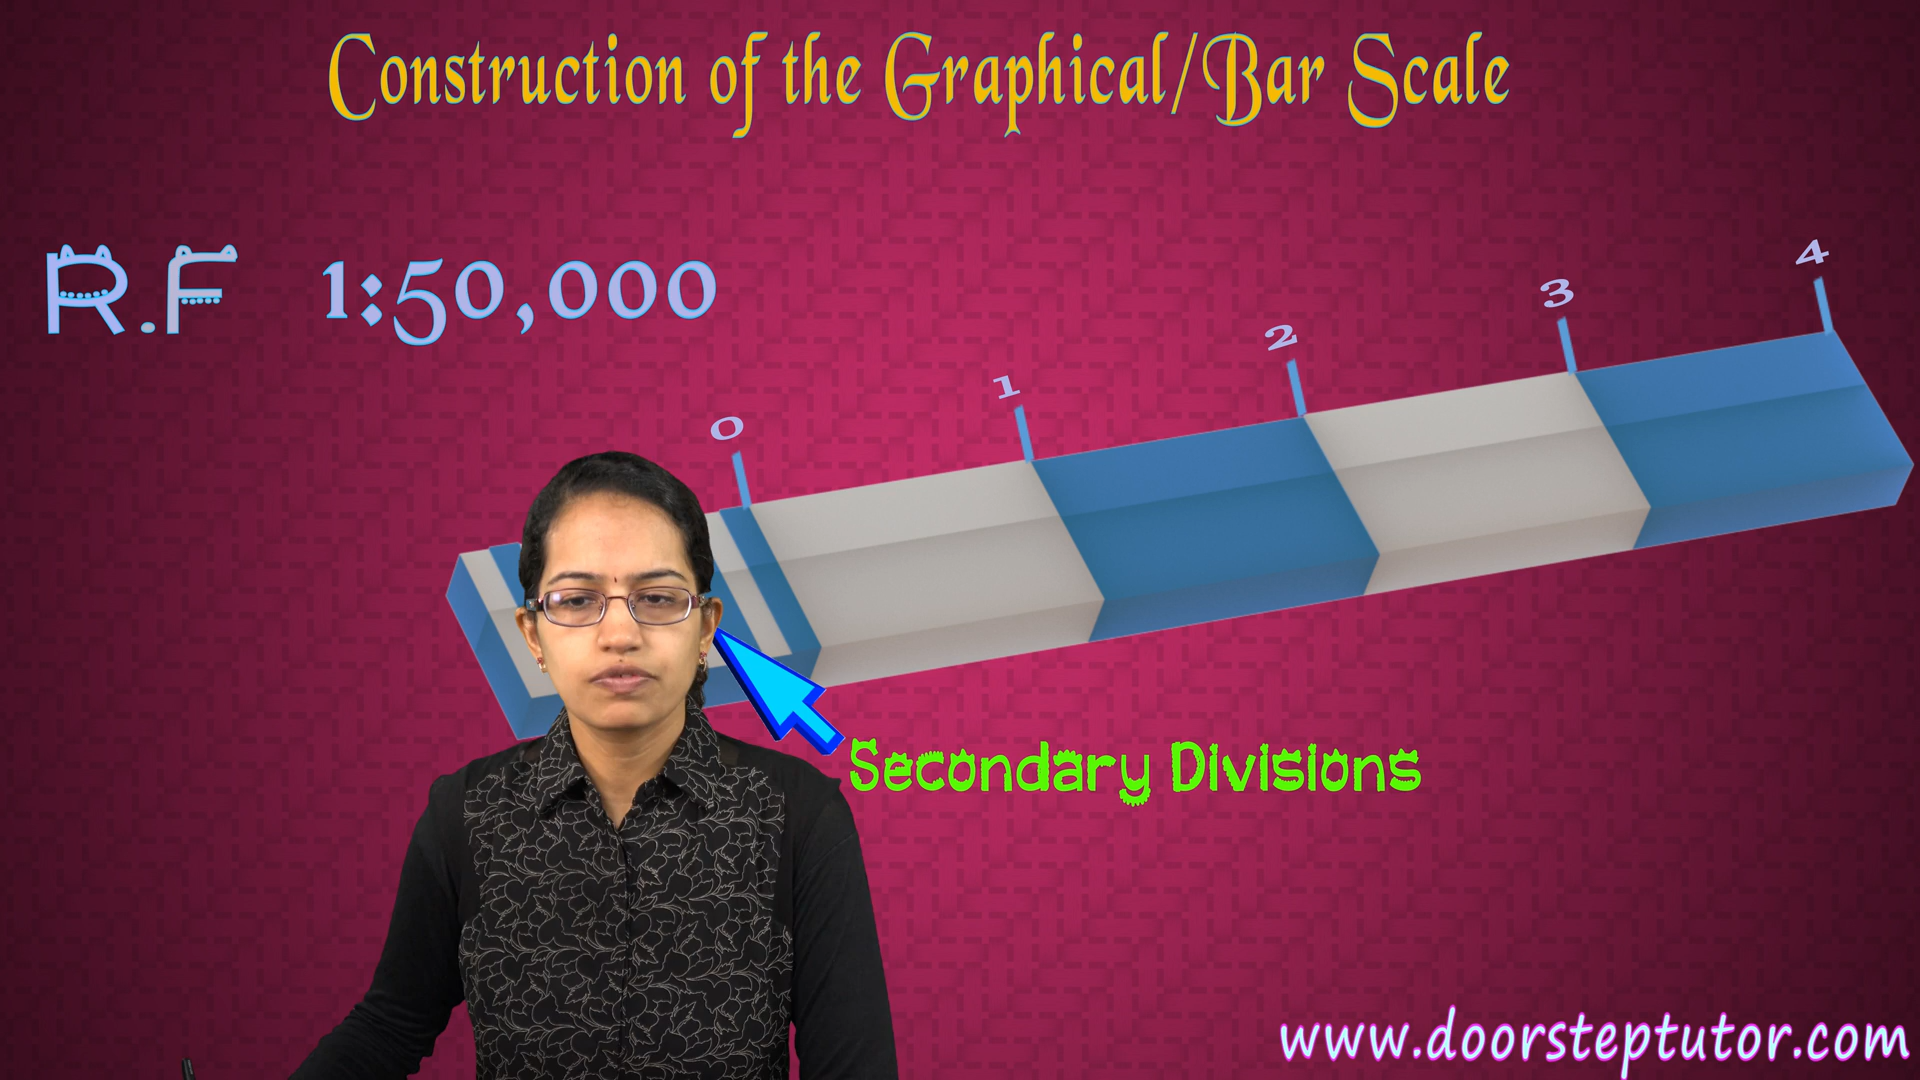 Construction of the Graphical/Bar Scale
R.F 1:50,000
0 1 2 3 4
Secondary Divisions
www.doorsteptutor.com